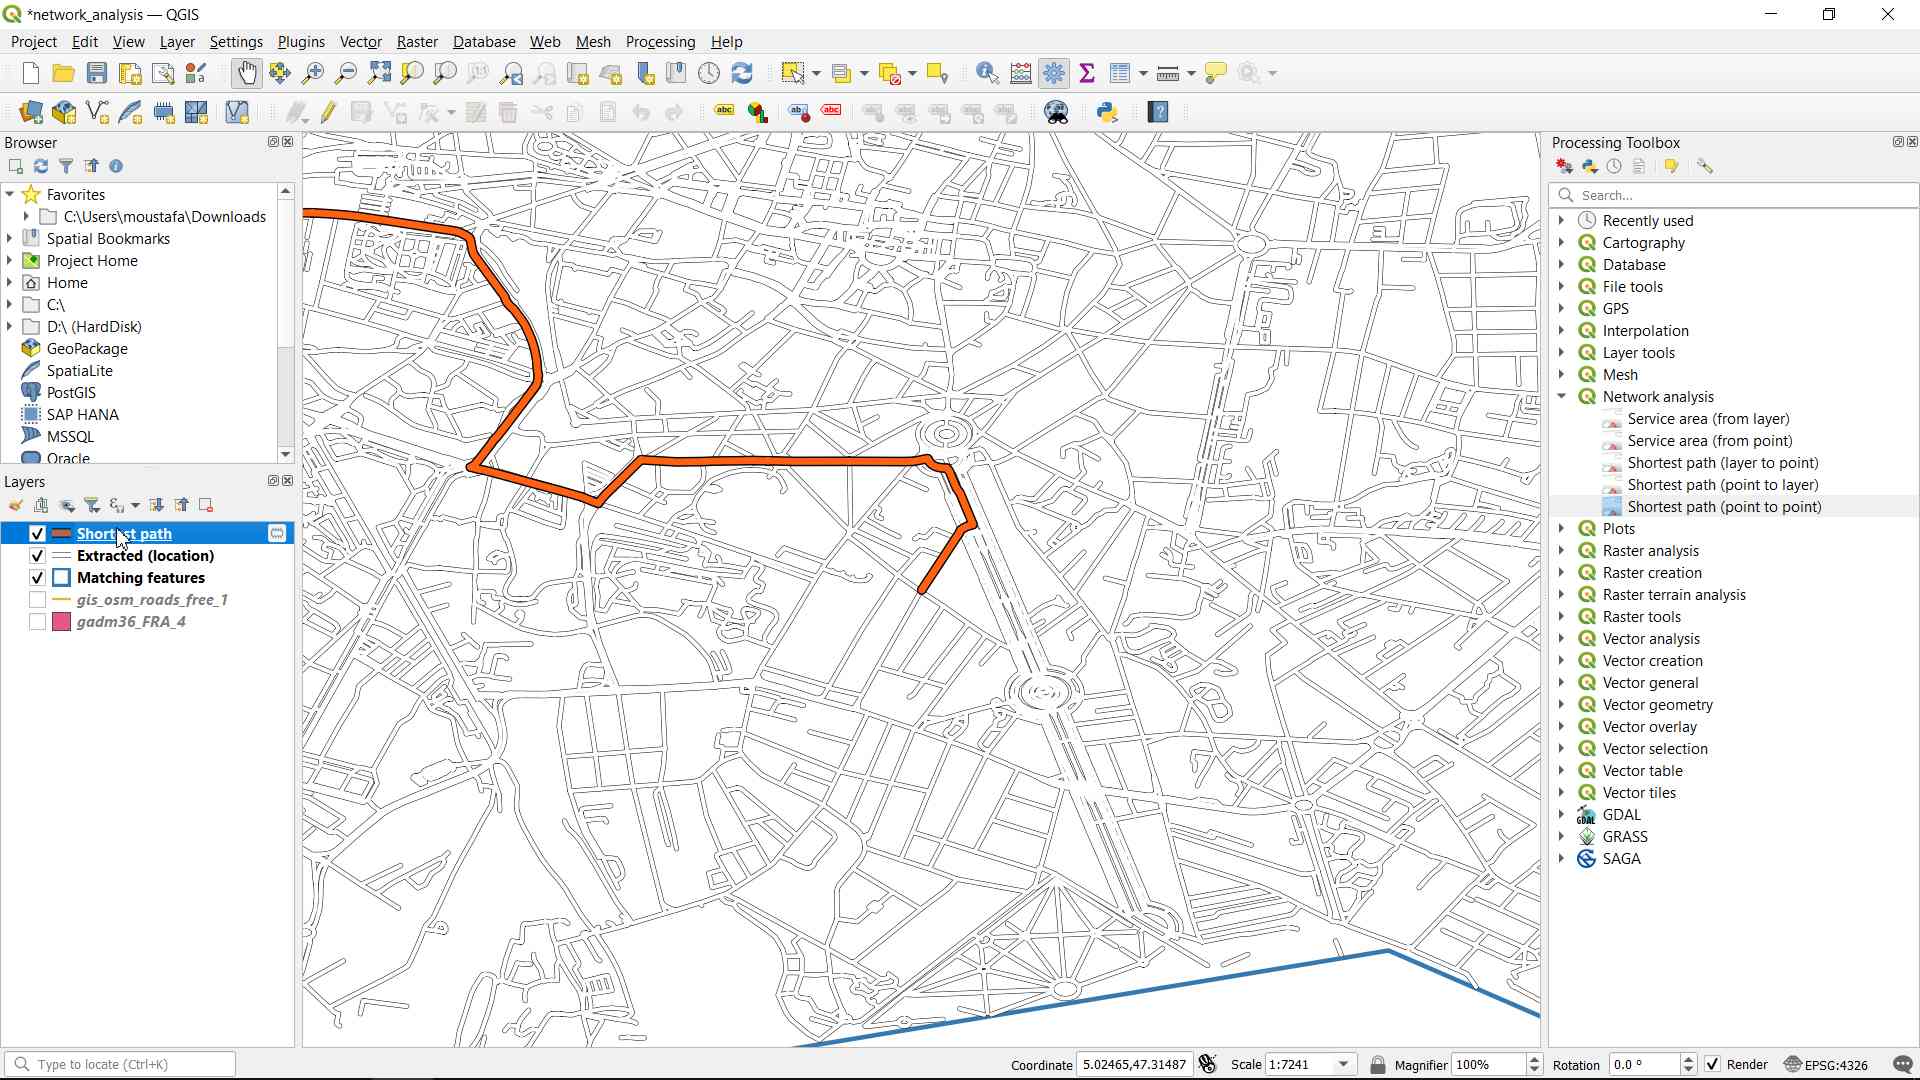 *network_analysis — QGIS
Project Edit View Layer Settings Plugins Vector Raster Database Web Mesh Processing Help
Browser
Favorites
C:\Users\moustafa\Downloads
Spatial Bookmarks
Project Home
Home
C:\
D:\ (HardDisk)
GeoPackage
SpatiaLite
PostGIS
SAP HANA
MSSQL
Oracle
Layers
Shortest path
Extracted (location)
Matching features
gis_osm_roads_free_1
gadm36_FRA_4
Processing Toolbox
Search...
Recently used
Cartography
Database
File tools
GPS
Interpolation
Layer tools
Mesh
Network analysis
Service area (from layer)
Service area (from point)
Shortest path (layer to point)
Shortest path (point to layer)
Shortest path (point to point)
Plots
Raster analysis
Raster creation
Raster terrain analysis
Raster tools
Vector analysis
Vector creation
Vector general
Vector geometry
Vector overlay
Vector selection
Vector table
Vector tiles
GDAL
GRASS
SAGA
Type to locate (Ctrl+K)
Coordinate 5.02465,47.31487 Scale 1:7241 Magnifier 100% Rotation 0.0 ° Render EPSG:4326